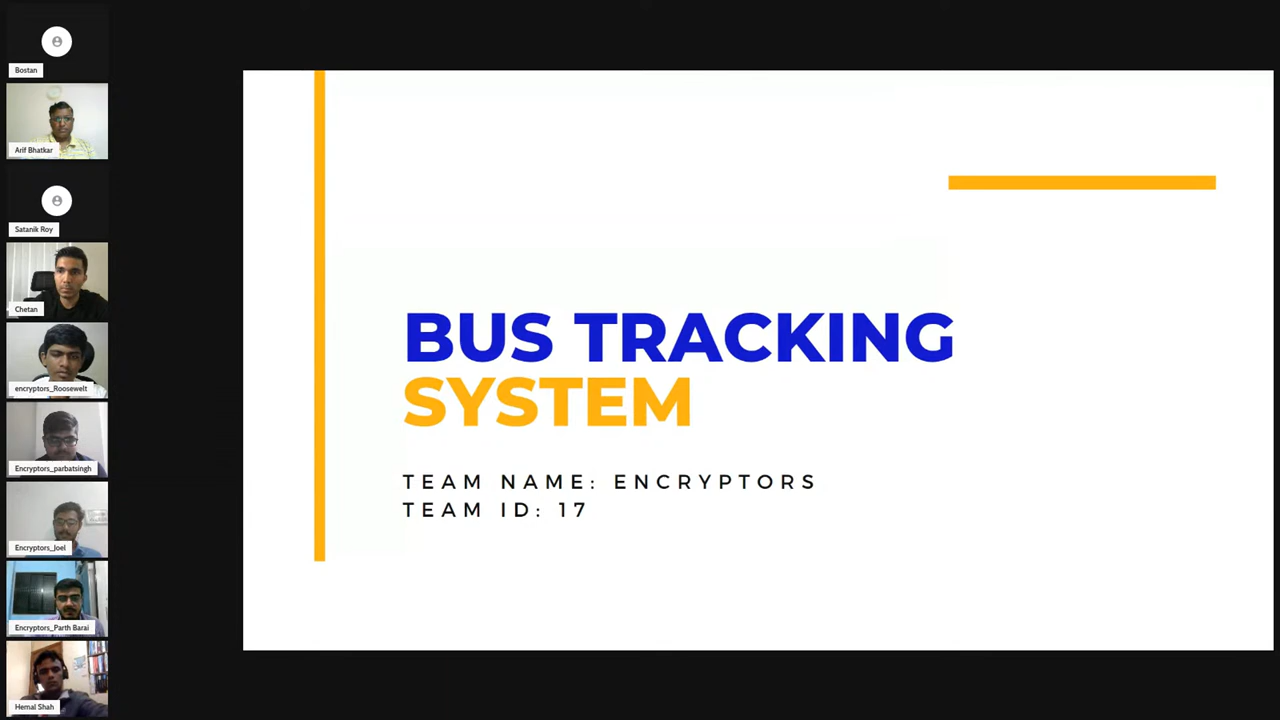 Bostan
Arif Bhatkar
Satanik Roy
Chetan
encryptors_Roosewelt
Encryptors_parbatsingh
Encryptors_Joel
Encryptors_Parth Barai
Hemal Shah
BUS TRACKING
SYSTEM
TEAM NAME: ENCRYPTORS
TEAM ID: 17